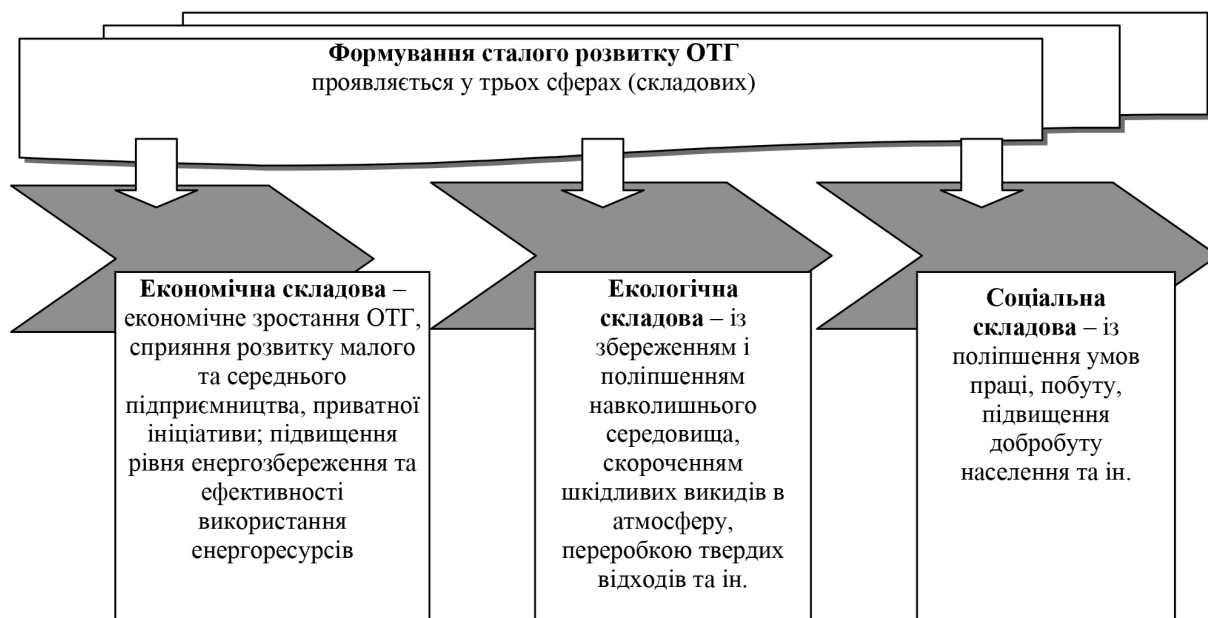 Формування сталого розвитку ОТГ
проявляється у трьох сферах (складових)
Економічна складова –
економічне зростання ОТГ,
сприяння розвитку малого
та середнього
підприємництва, приватної
ініціативи; підвищення
рівня енергозбереження та
ефективності
використання
енергоресурсів
Екологічна
складова – із
збереженням і
поліпшенням
навколишнього
середовища,
скороченням
шкідливих викидів в
атмосферу,
переробкою твердих
відходів та ін.
Соціальна
складова – із
поліпшення умов
праці, побуту,
підвищення
добробуту
населення та ін.